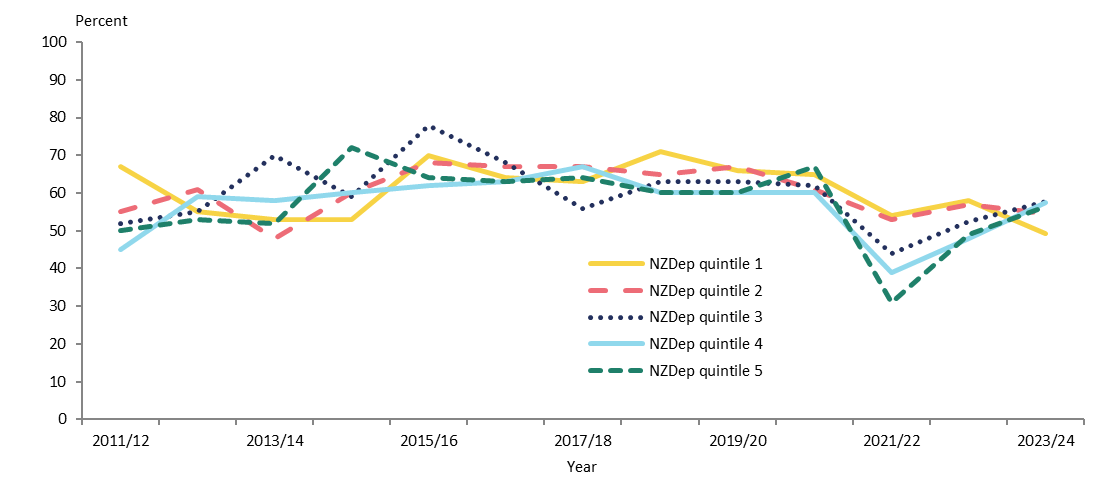 Percent
100
90
80
70
60
50
40
30
20
10
0
NZDep quintile 1
NZDep quintile 2
NZDep quintile 3
NZDep quintile 4
NZDep quintile 5
2011/12 2013/14 2015/16 2017/18 2019/20 2021/22 2023/24
Year